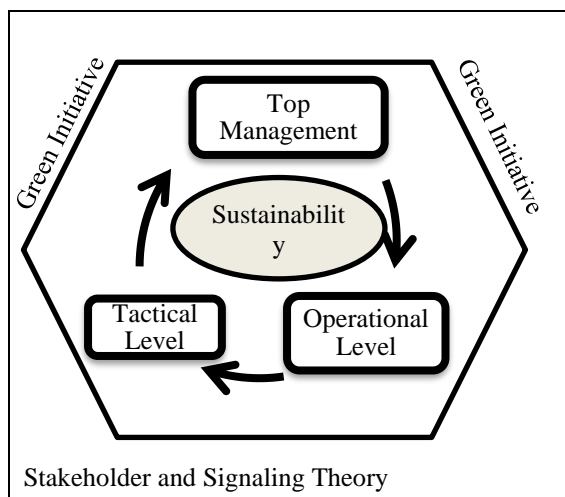 Green Initiative
Green Initiative
Top
Management
Sustainabilit
y
Tactical
Level
Operational
Level
Stakeholder and Signaling Theory